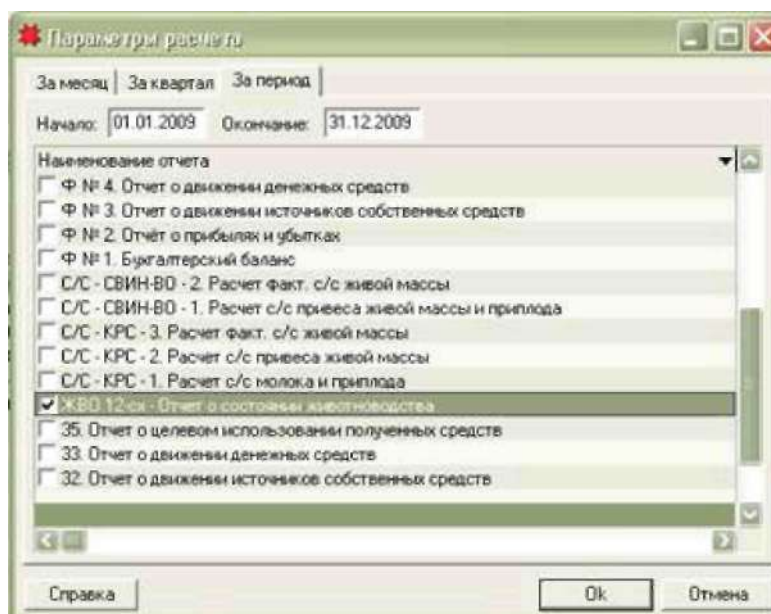 Параметры расчета
За месяц За квартал За период
Начало: 01.01.2009 Окончание: 31.12.2009
Наименование отчета
Ф № 4. Отчет о движении денежных средств
Ф № 3. Отчет о движении источников собственных средств
Ф № 2. Отчёт о прибылях и убытках
Ф № 1. Бухгалтерский баланс
С/С - СВИН-ВО - 2. Расчет факт. с/с живой массы
С/С - СВИН-ВО - 1. Расчет с/с привеса живой массы и приплода
С/С - КРС - 3. Расчет факт. с/с живой массы
С/С - КРС - 2. Расчет с/с привеса живой массы
С/С - КРС - 1. Расчет с/с молока и приплода
ЖВО.12-сх - Отчет о состоянии животноводства
35. Отчет о целевом использовании полученных средств
33. Отчет о движении денежных средств
32. Отчет о движении источников собственных средств
Справка Ok Отмена